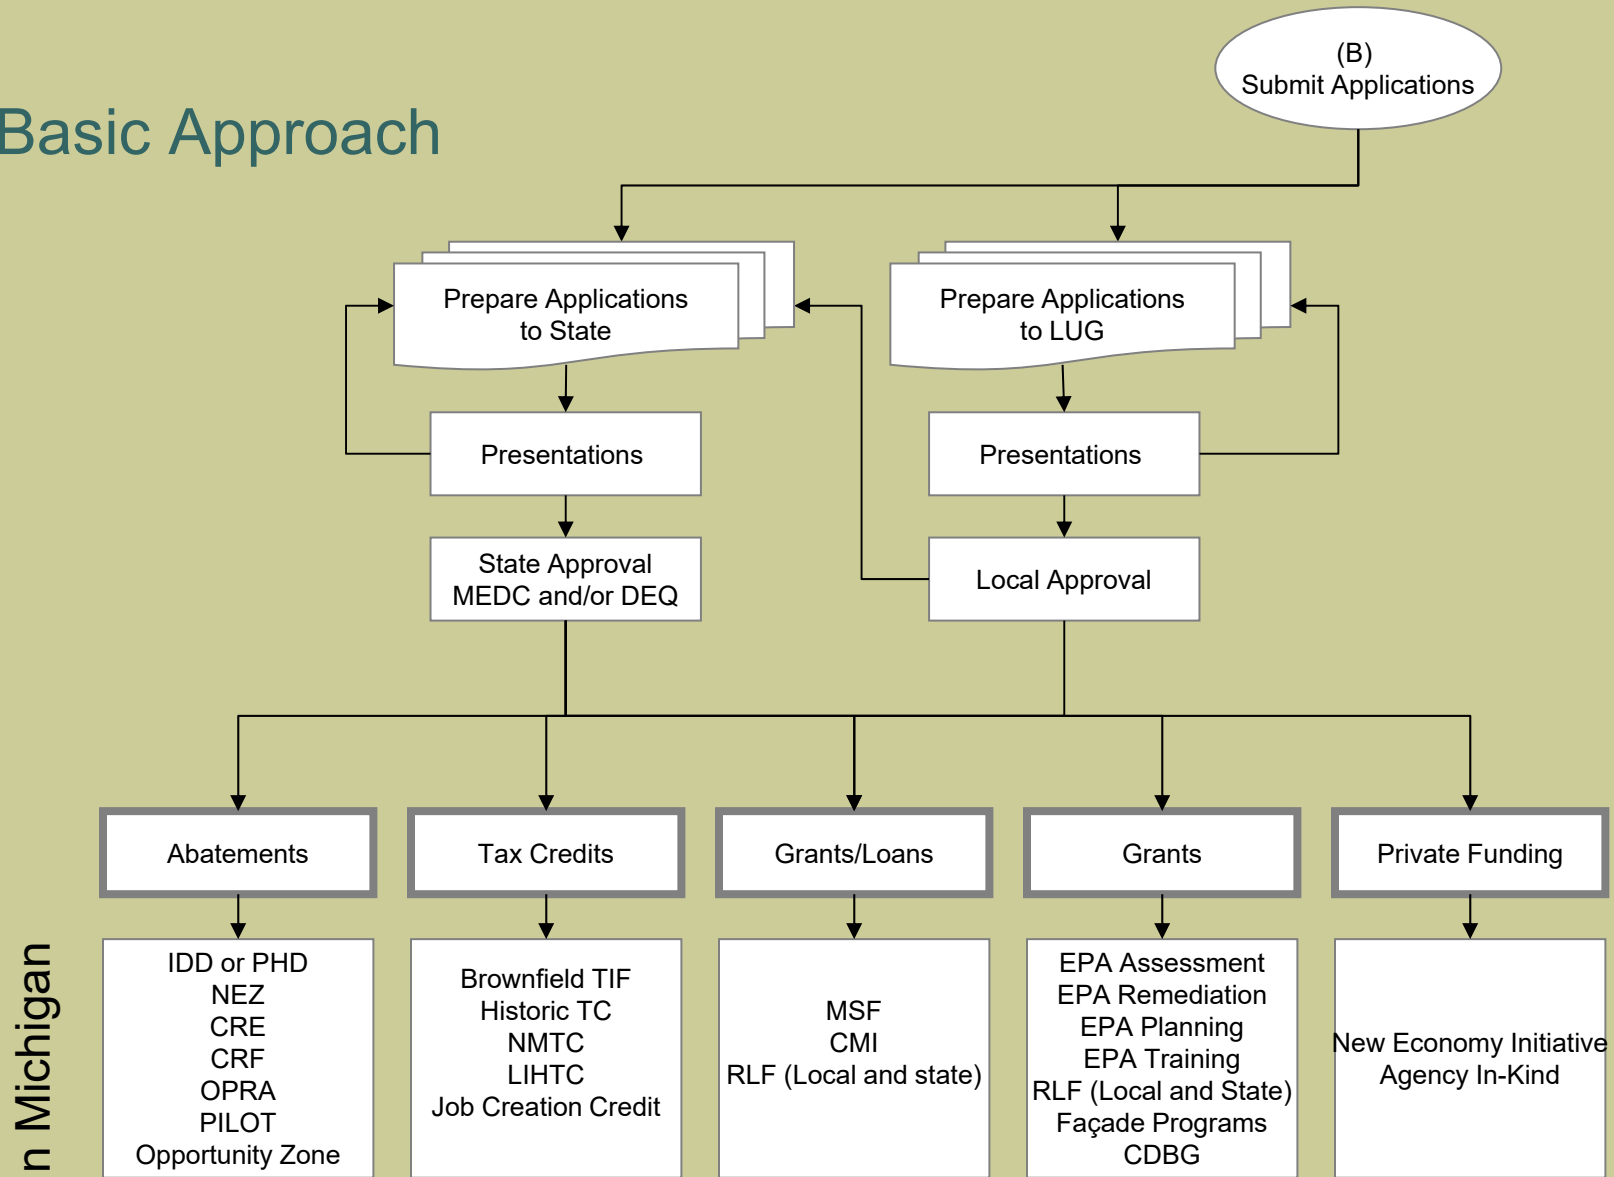 (B)
Submit Applications
Basic Approach
Prepare Applications
to State
Prepare Applications
to LUG
Presentations
Presentations
State Approval
MEDC and/or DEQ
Local Approval
Abatements
Tax Credits
Grants/Loans
Grants
Private Funding
IDD or PHD
NEZ
CRE
CRF
OPRA
PILOT
Opportunity Zone
Brownfield TIF
Historic TC
NMTC
LIHTC
Job Creation Credit
MSF
CMI
RLF (Local and state)
EPA Assessment
EPA Remediation
EPA Planning
EPA Training
RLF (Local and State)
Façade Programs
CDBG
New Economy Initiative
Agency In-Kind
n Michigan